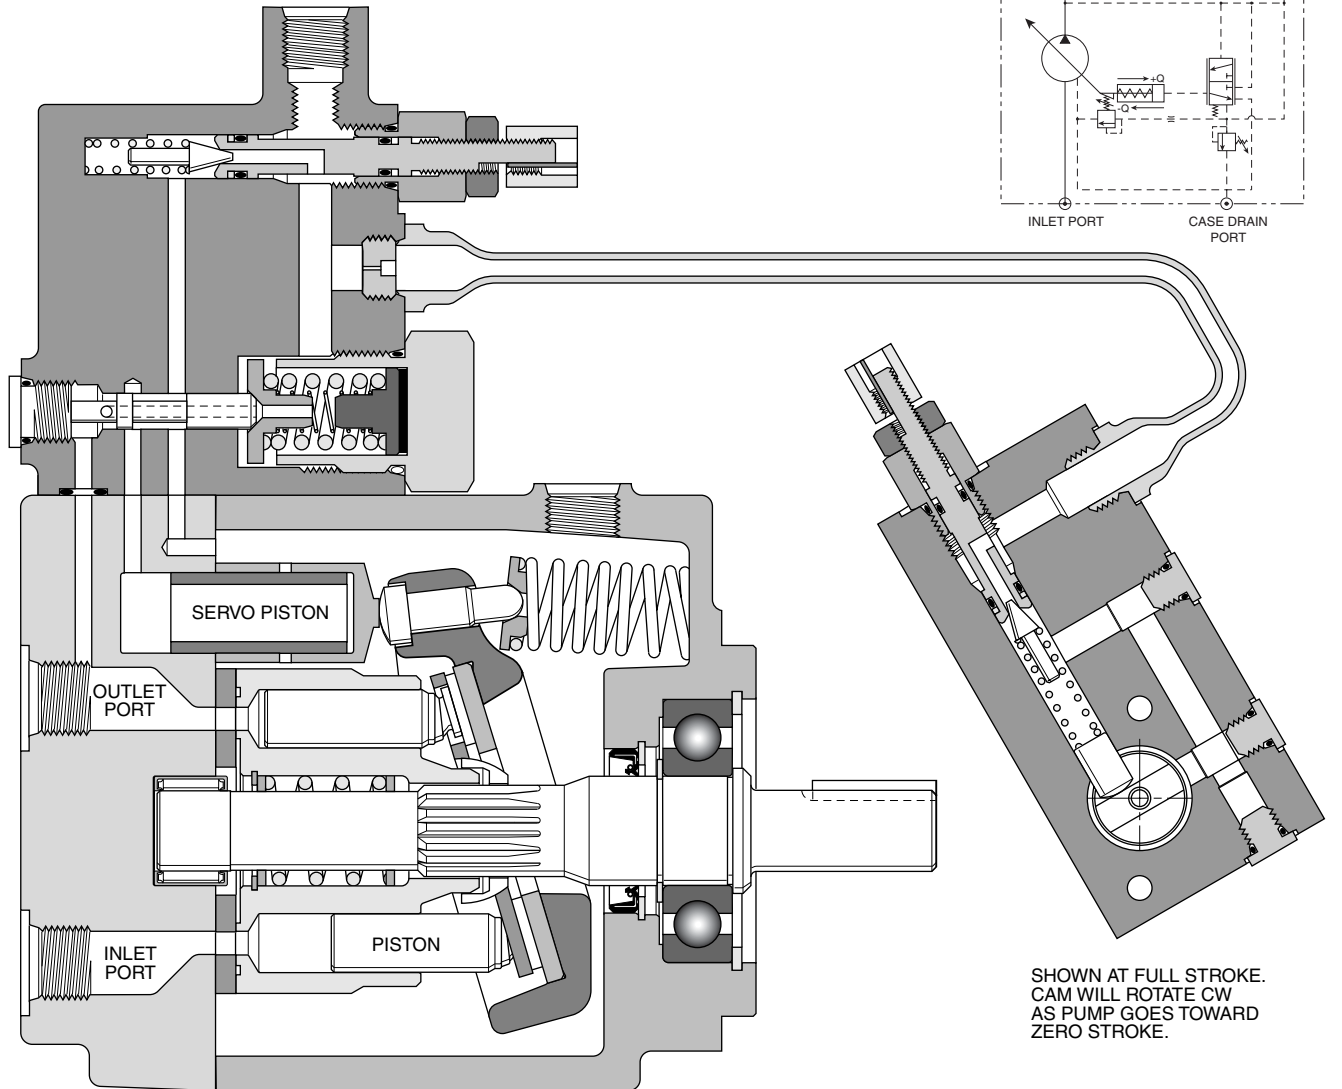 +Q
-Q
INLET PORT
CASE DRAIN
PORT
SERVO PISTON
OUTLET
PORT
PISTON
INLET
PORT
SHOWN AT FULL STROKE.
CAM WILL ROTATE CW
AS PUMP GOES TOWARD
ZERO STROKE.